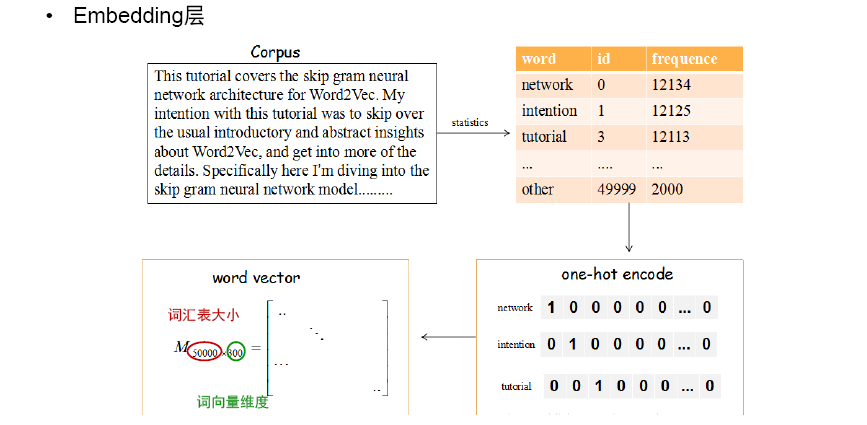 • Embedding层
Corpus
This tutorial covers the skip gram neural
network architecture for Word2Vec. My
intention with this tutorial was to skip over
the usual introductory and abstract insights
about Word2Vec, and get into more of the
details. Specifically here I'm diving into the
skip gram neural network model.........
statistics
word id frequence
network 0 12134
intention 1 12125
tutorial 3 12113
... .... ...
other 49999 2000
word vector
词汇表大小
M50000×300 =
词向量维度
one-hot encode
network 1 0 0 0 0 0 ... 0
intention 0 1 0 0 0 0 ... 0
tutorial 0 0 1 0 0 0 ... 0